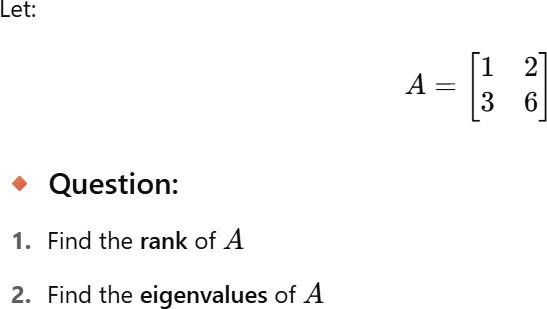 Let:
A = [1 2
3 6]
Question:
1. Find the rank of A
2. Find the eigenvalues of A